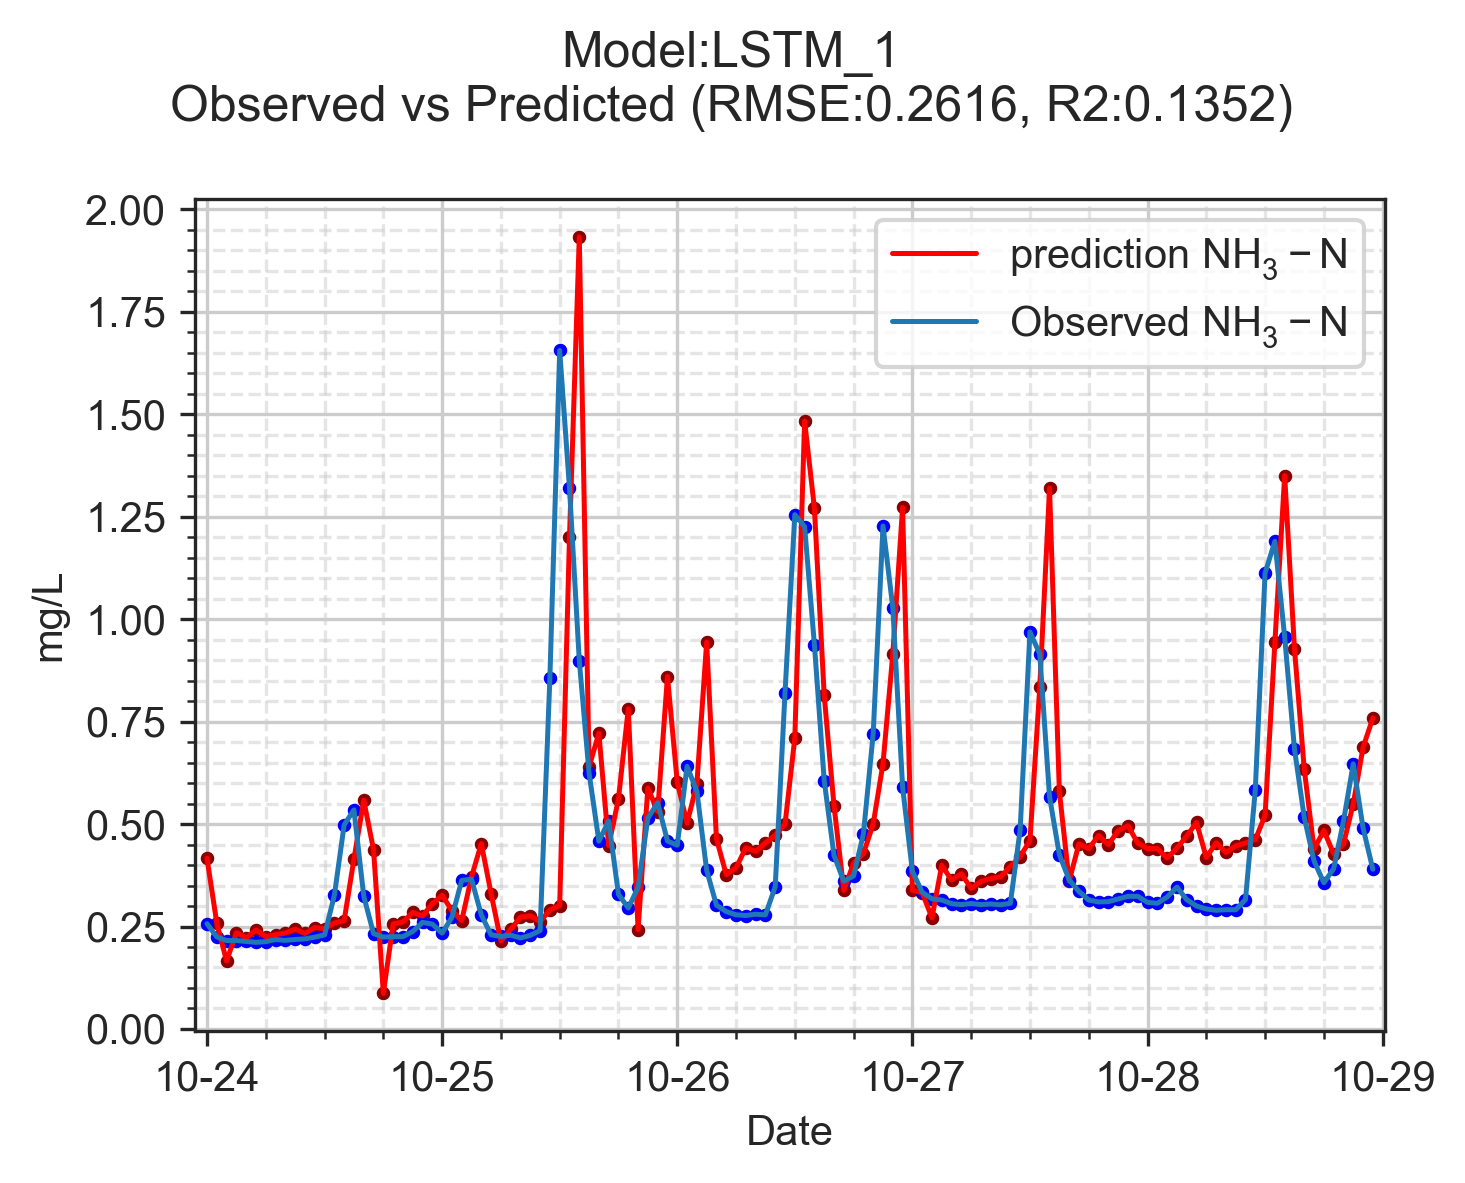 Model:LSTM_1
Observed vs Predicted (RMSE:0.2616, R2:0.1352)
2.00
1.75
1.50
1.25
1.00
0.75
0.50
0.25
0.00
mg/L
prediction NH₃ − N
Observed NH₃ − N
10-24 10-25 10-26 10-27 10-28 10-29
Date